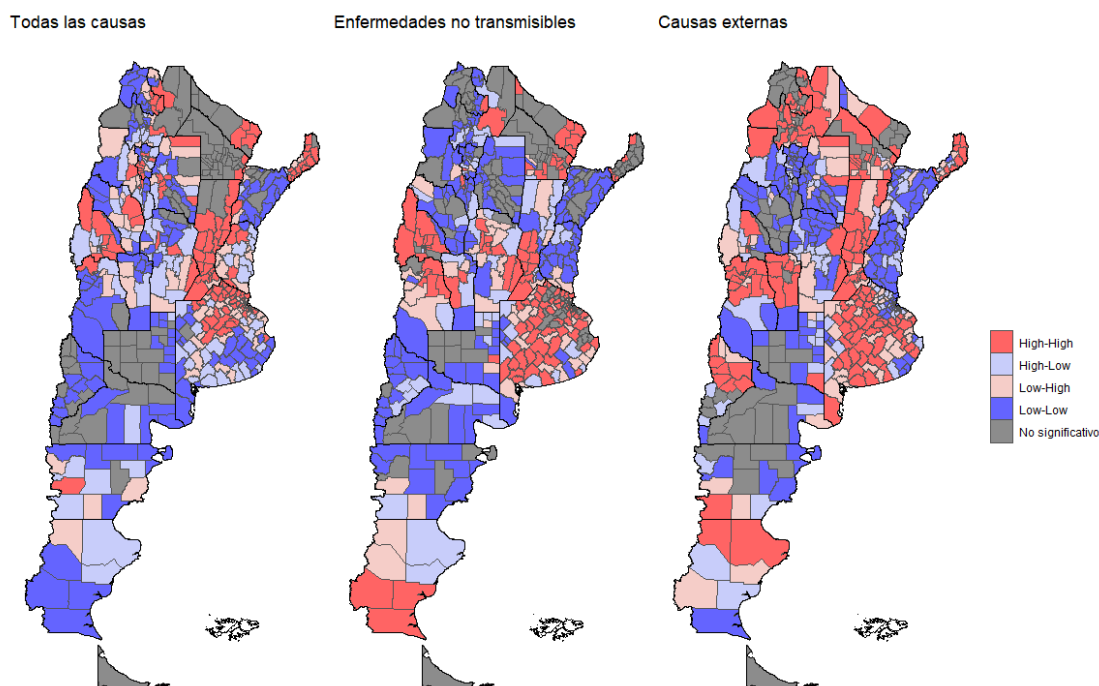 Todas las causas
Enfermedades no transmisibles
Causas externas
High-High
High-Low
Low-High
Low-Low
No significativo